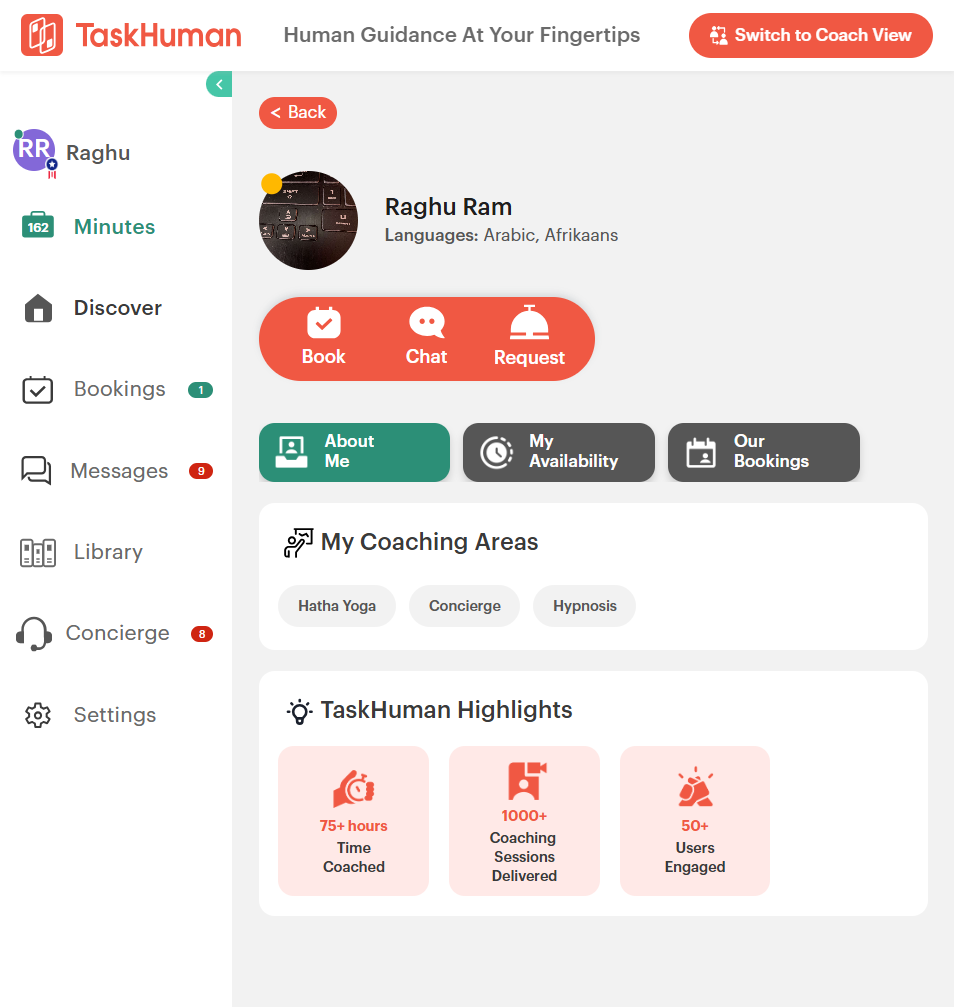 TaskHuman
Human Guidance At Your Fingertips
Switch to Coach View
<
RR
Raghu
162
Minutes
Discover
Bookings
1
Messages
9
Library
Concierge
8
Settings
< Back
Raghu Ram
Languages: Arabic, Afrikaans
Book
Chat
Request
About
Me
My
Availability
Our
Bookings
My Coaching Areas
Hatha Yoga
Concierge
Hypnosis
TaskHuman Highlights
75+ hours
Time
Coached
1000+
Coaching
Sessions
Delivered
50+
Users
Engaged